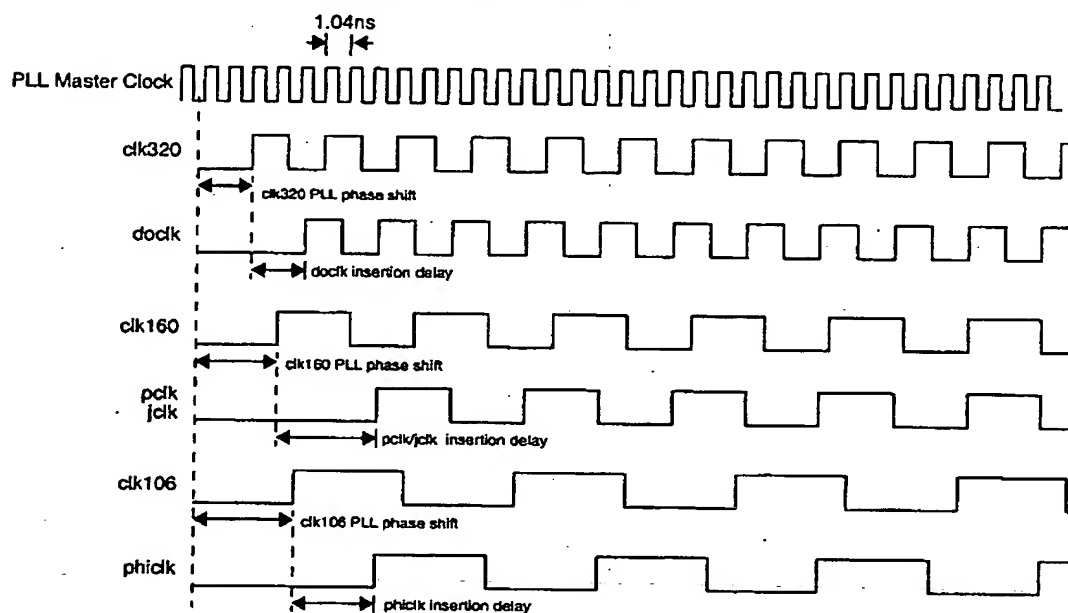 1.04ns
PLL Master Clock
clk320
clk320 PLL phase shift
doclk
doclk insertion delay
clk160
clk160 PLL phase shift
pclk
jclk
pclk/jclk insertion delay
clk106
clk106 PLL phase shift
phiclk
phiclk insertion delay